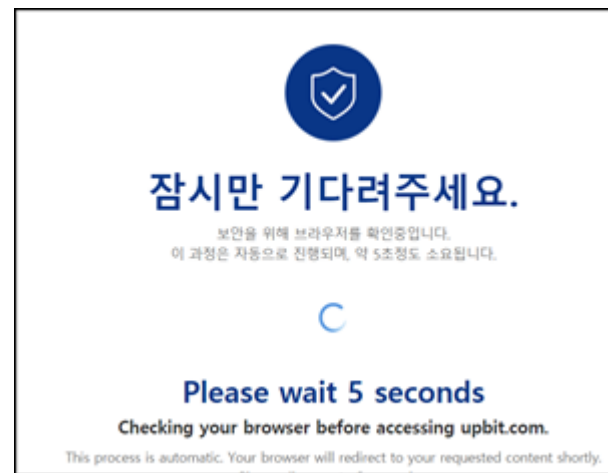 잠시만 기다려주세요.
보안을 위해 브라우저를 확인중입니다.
이 과정은 자동으로 진행되며, 약 5초정도 소요됩니다.
Please wait 5 seconds
Checking your browser before accessing upbit.com.
This process is automatic. Your browser will redirect to your requested content shortly.